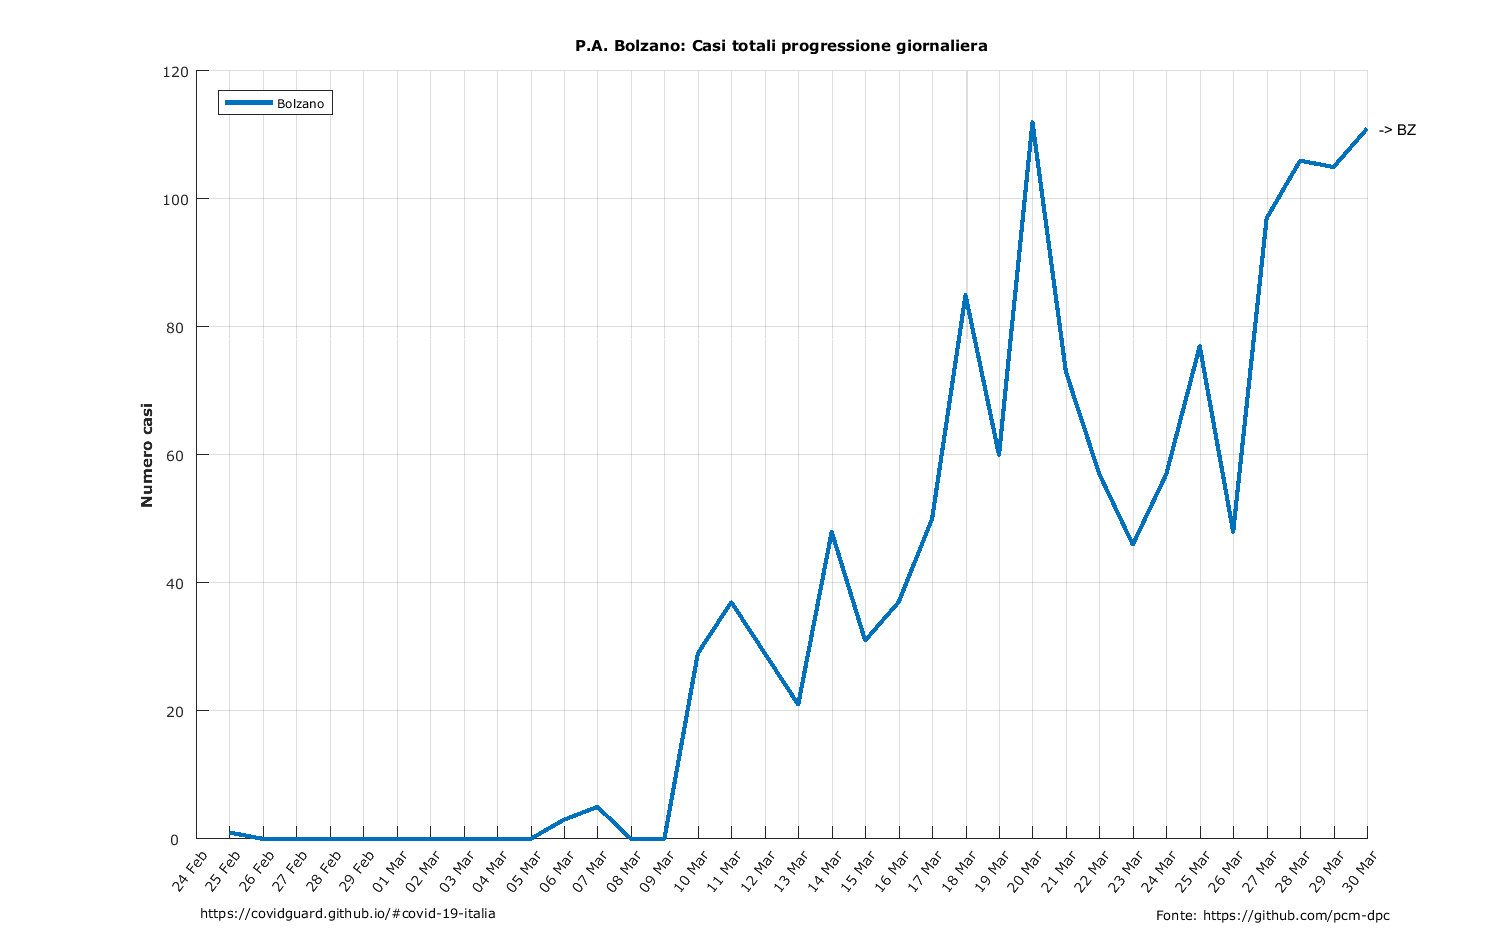 P.A. Bolzano: Casi totali progressione giornaliera
120
Bolzano
-> BZ
100
80
60
40
20
0
Numero casi
24 Feb
25 Feb
26 Feb
27 Feb
28 Feb
29 Feb
01 Mar
02 Mar
03 Mar
04 Mar
05 Mar
06 Mar
07 Mar
08 Mar
09 Mar
10 Mar
11 Mar
12 Mar
13 Mar
14 Mar
15 Mar
16 Mar
17 Mar
18 Mar
19 Mar
20 Mar
21 Mar
22 Mar
23 Mar
24 Mar
25 Mar
26 Mar
27 Mar
28 Mar
29 Mar
30 Mar
https://covidguard.github.io/#covid-19-italia
Fonte: https://github.com/pcm-dpc